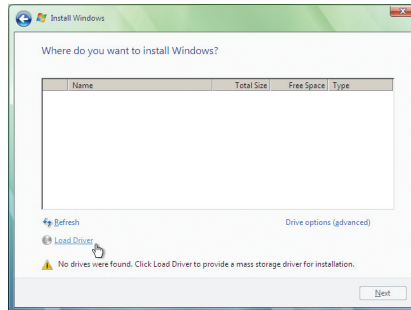 Install Windows
Where do you want to install Windows?
Name Total Size Free Space Type
Refresh Drive options (advanced)
Load Driver
No drives were found. Click Load Driver to provide a mass storage driver for installation.
Next